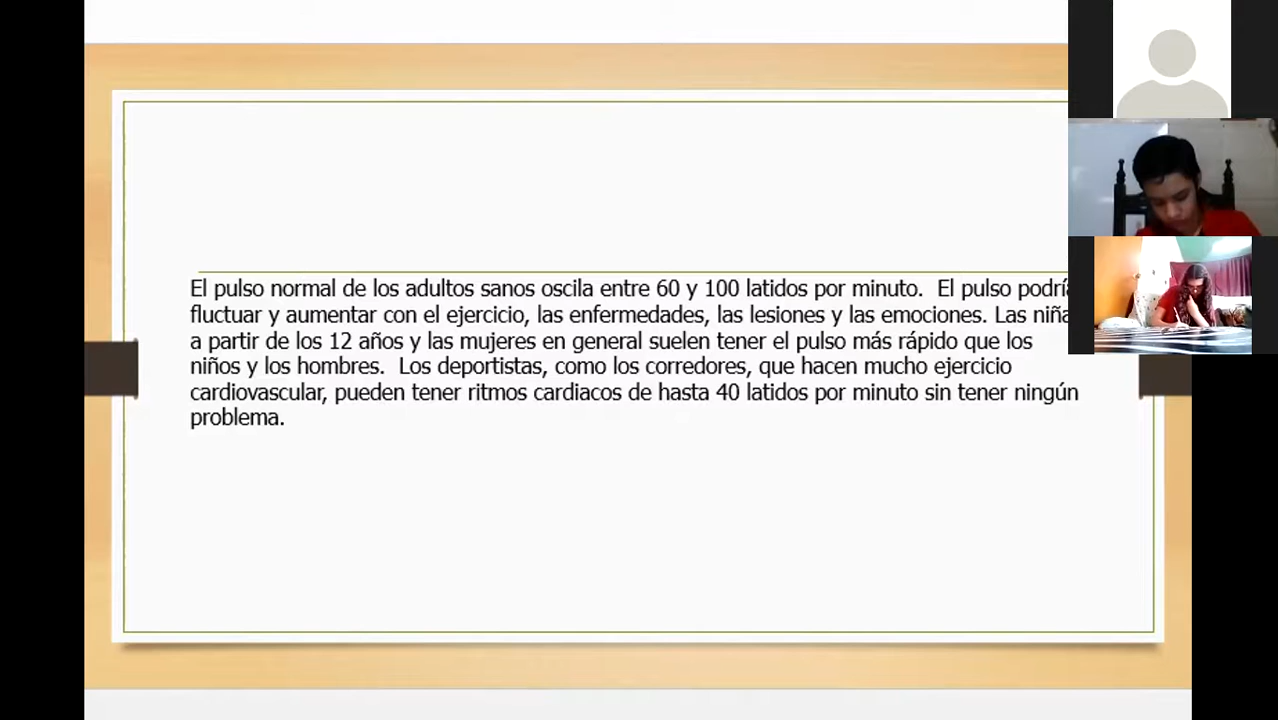 El pulso normal de los adultos sanos oscila entre 60 y 100 latidos por minuto.  El pulso podría
fluctuar y aumentar con el ejercicio, las enfermedades, las lesiones y las emociones. Las niña
a partir de los 12 años y las mujeres en general suelen tener el pulso más rápido que los
niños y los hombres.  Los deportistas, como los corredores, que hacen mucho ejercicio
cardiovascular, pueden tener ritmos cardiacos de hasta 40 latidos por minuto sin tener ningún
problema.